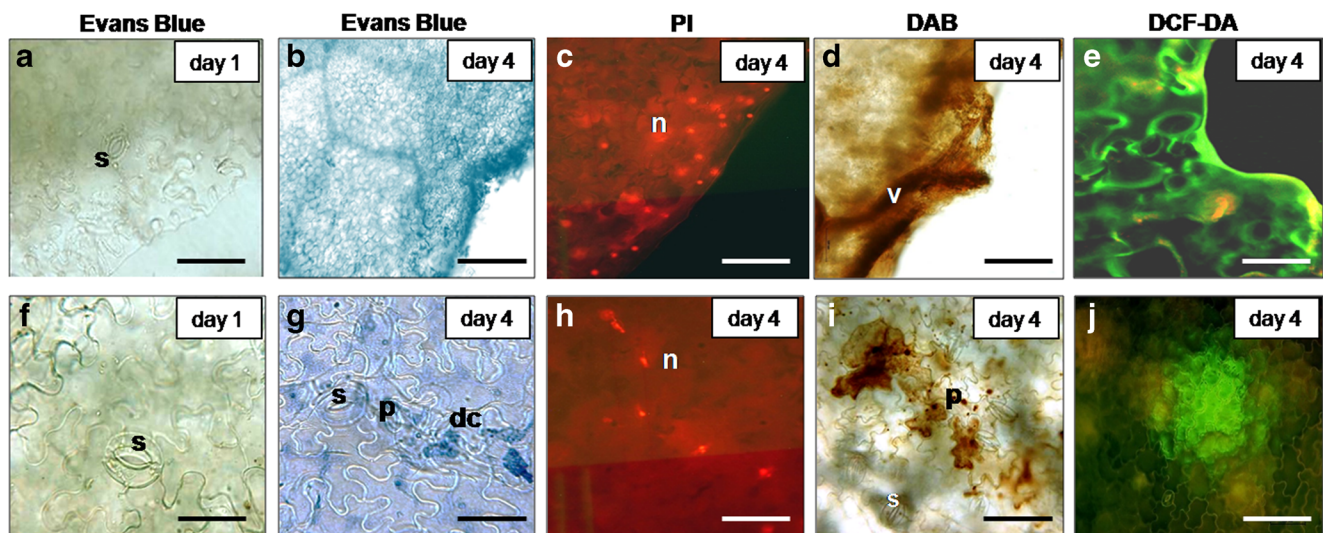 Evans Blue Evans Blue PI DAB DCF-DA
a day 1 b day 4 c day 4 d day 4 e day 4
s n v
f day 1 g day 4 h day 4 i day 4 j day 4
s s p dc n p s